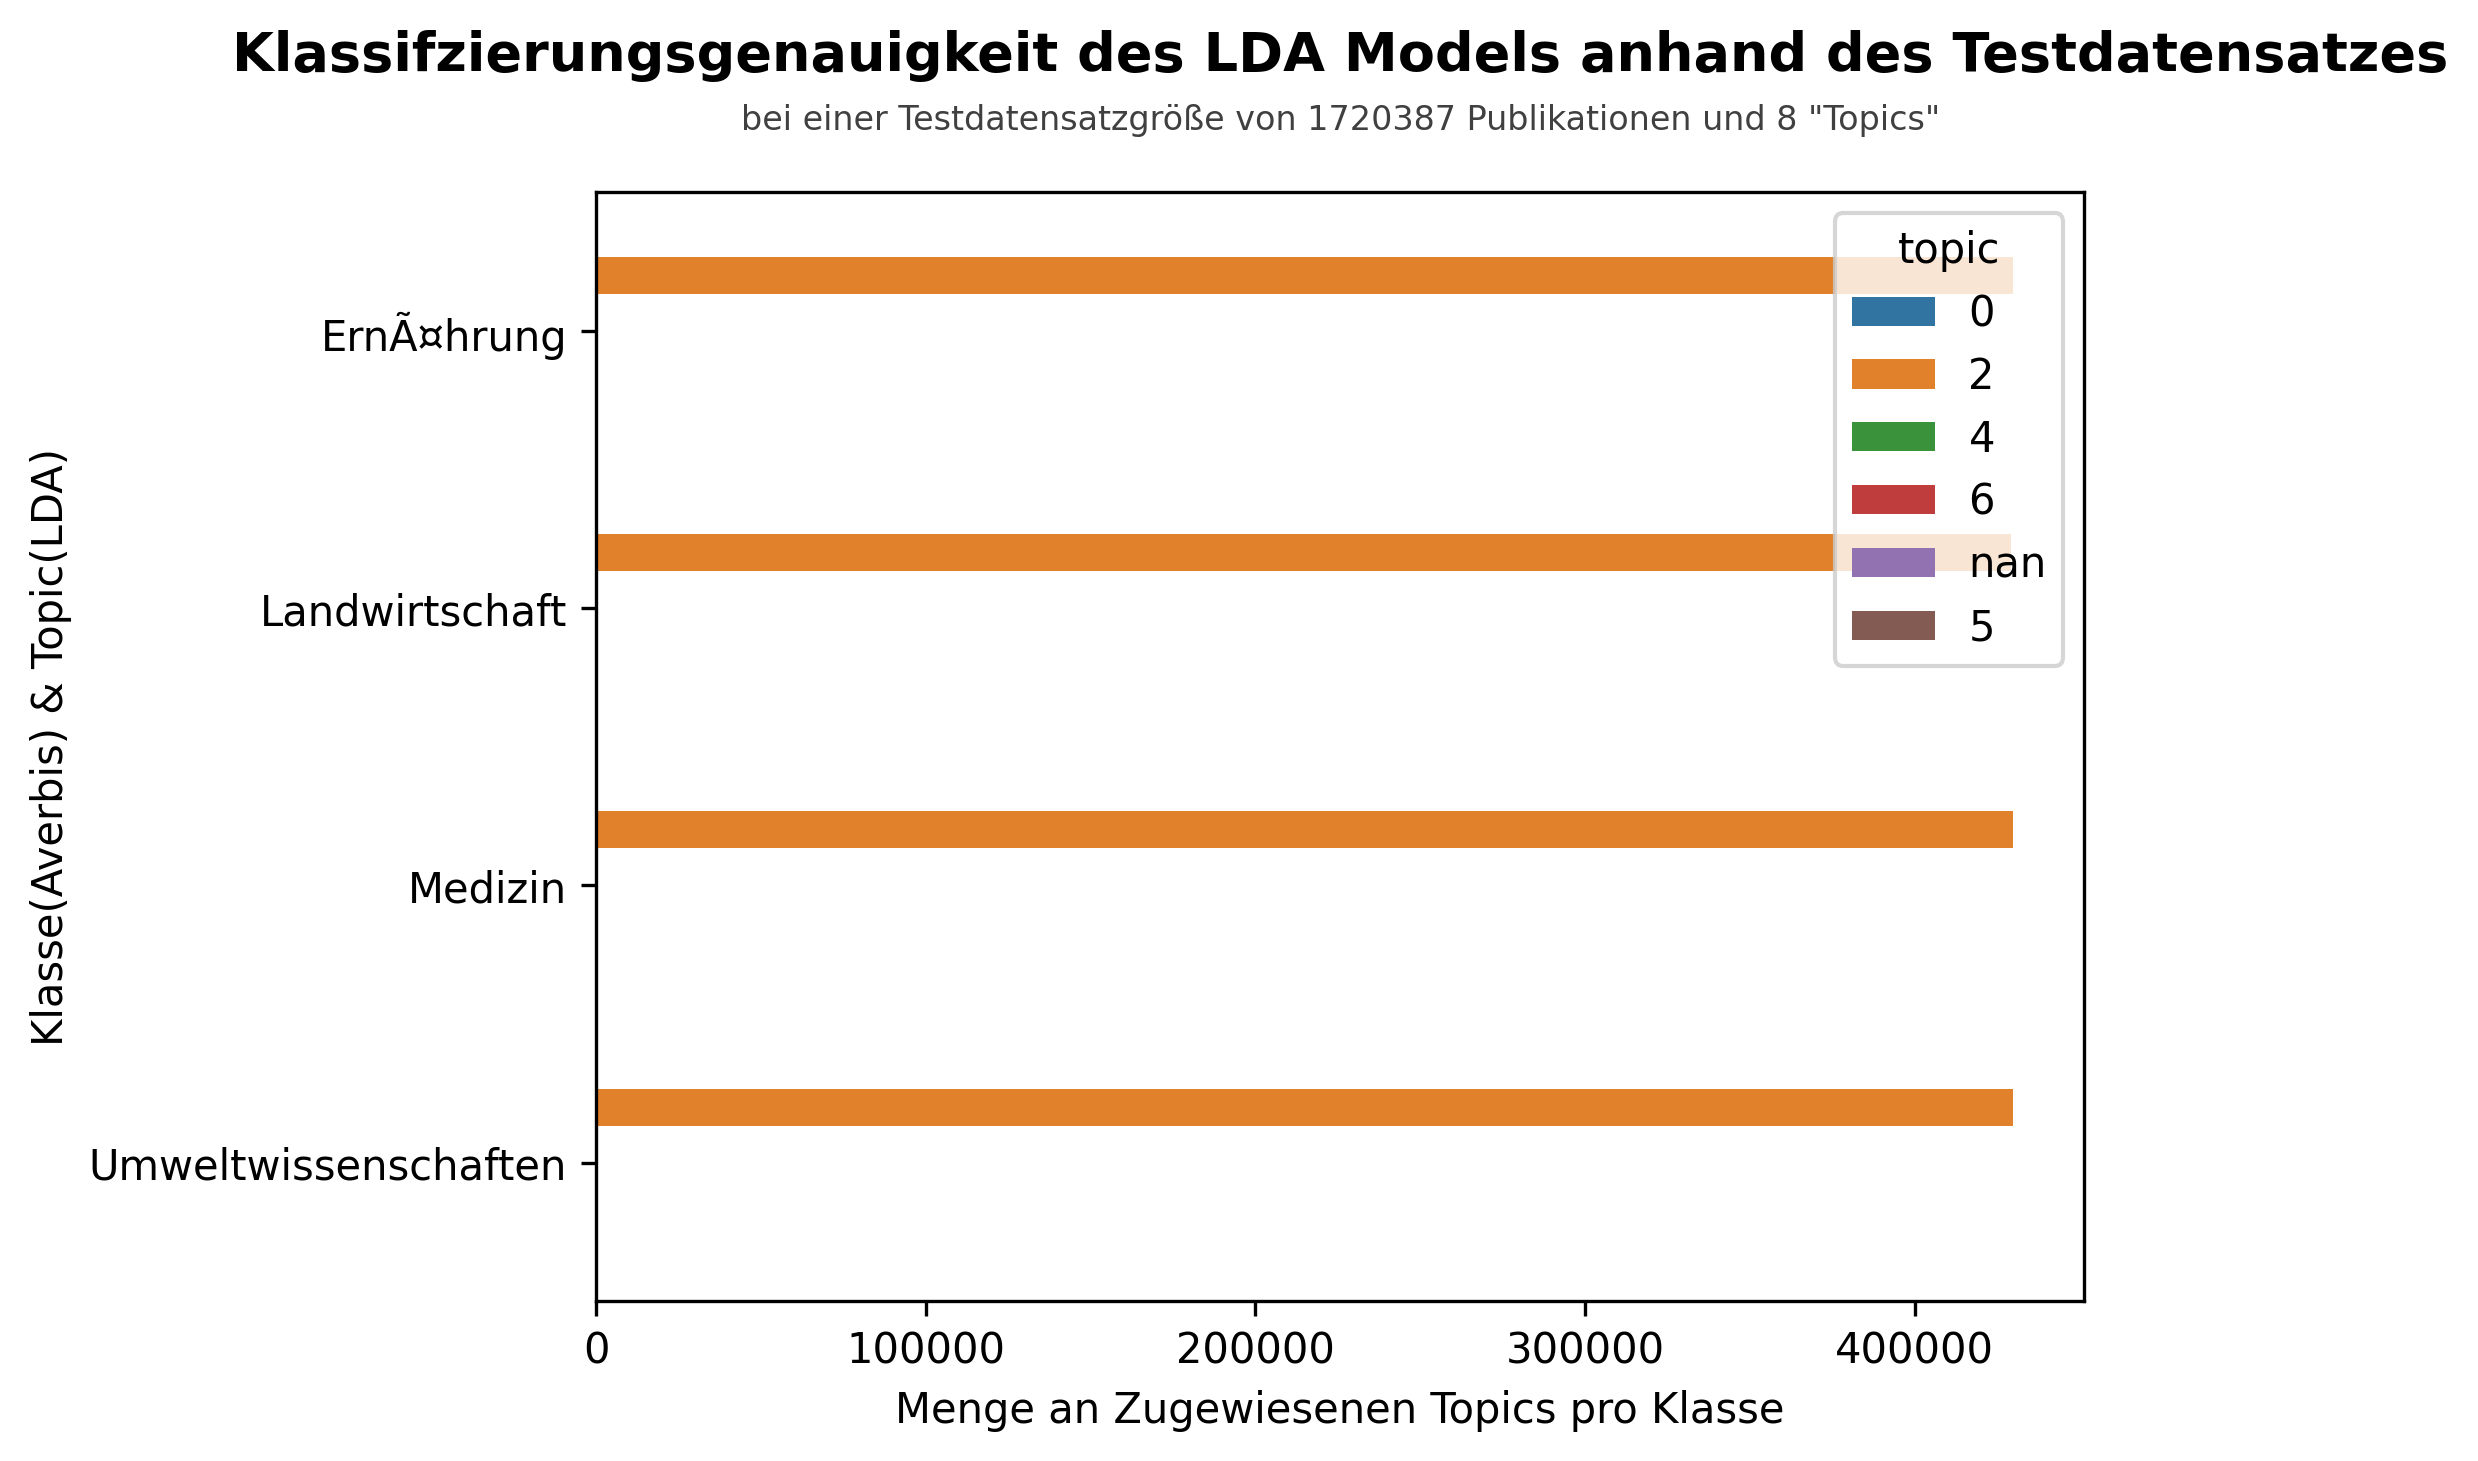 Klassifzierungsgenauigkeit des LDA Models anhand des Testdatensatzes
bei einer Testdatensatzgröße von 1720387 Publikationen und 8 "Topics"
topic
0
2
4
6
nan
5
Klasse(Averbis) & Topic(LDA)
ErnÃ¤hrung
Landwirtschaft
Medizin
Umweltwissenschaften
0 100000 200000 300000 400000
Menge an Zugewiesenen Topics pro Klasse